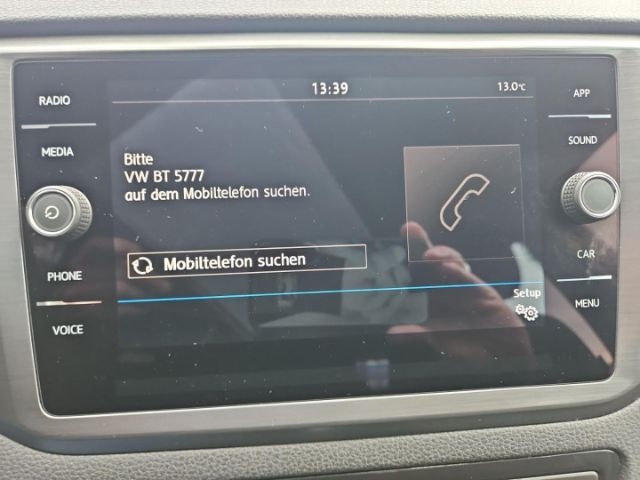 13:39
13.0°C
RADIO
MEDIA
PHONE
VOICE
Bitte
VW BT 5777
auf dem Mobiltelefon suchen.
Mobiltelefon suchen
Setup
APP
SOUND
CAR
MENU